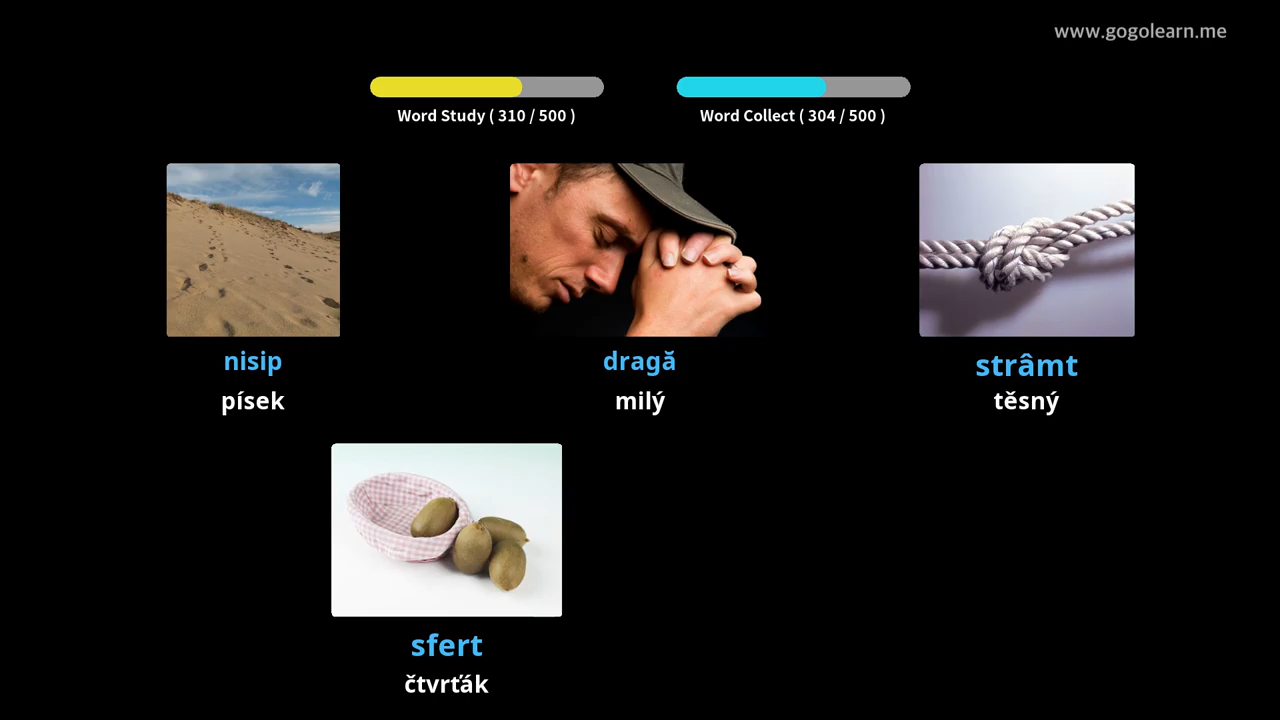 www.gogolearn.me
Word Study ( 310 / 500 )
Word Collect ( 304 / 500 )
nisip
písek
dragă
milý
strâmt
těsný
sfert
čtvrťák